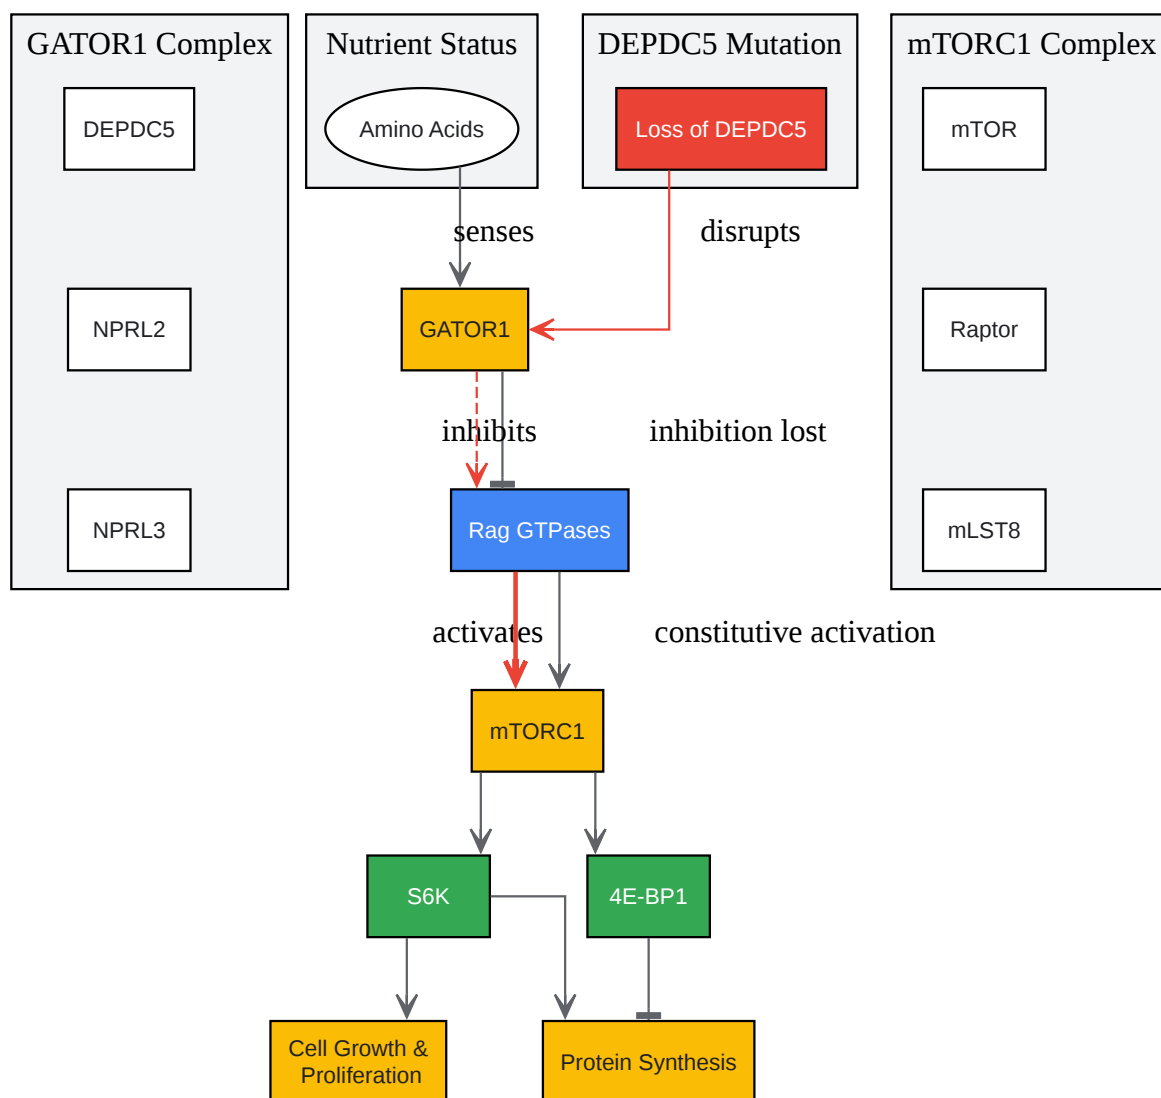 GATOR1 Complex
Nutrient Status
DEPDC5 Mutation
mTORC1 Complex
DEPDC5
Amino Acids
Loss of DEPDC5
mTOR
senses
disrupts
NPRL2
GATOR1
Raptor
inhibits
inhibition lost
NPRL3
Rag GTPases
mLST8
activates
constitutive activation
mTORC1
S6K
4E-BP1
Cell Growth &
Proliferation
Protein Synthesis